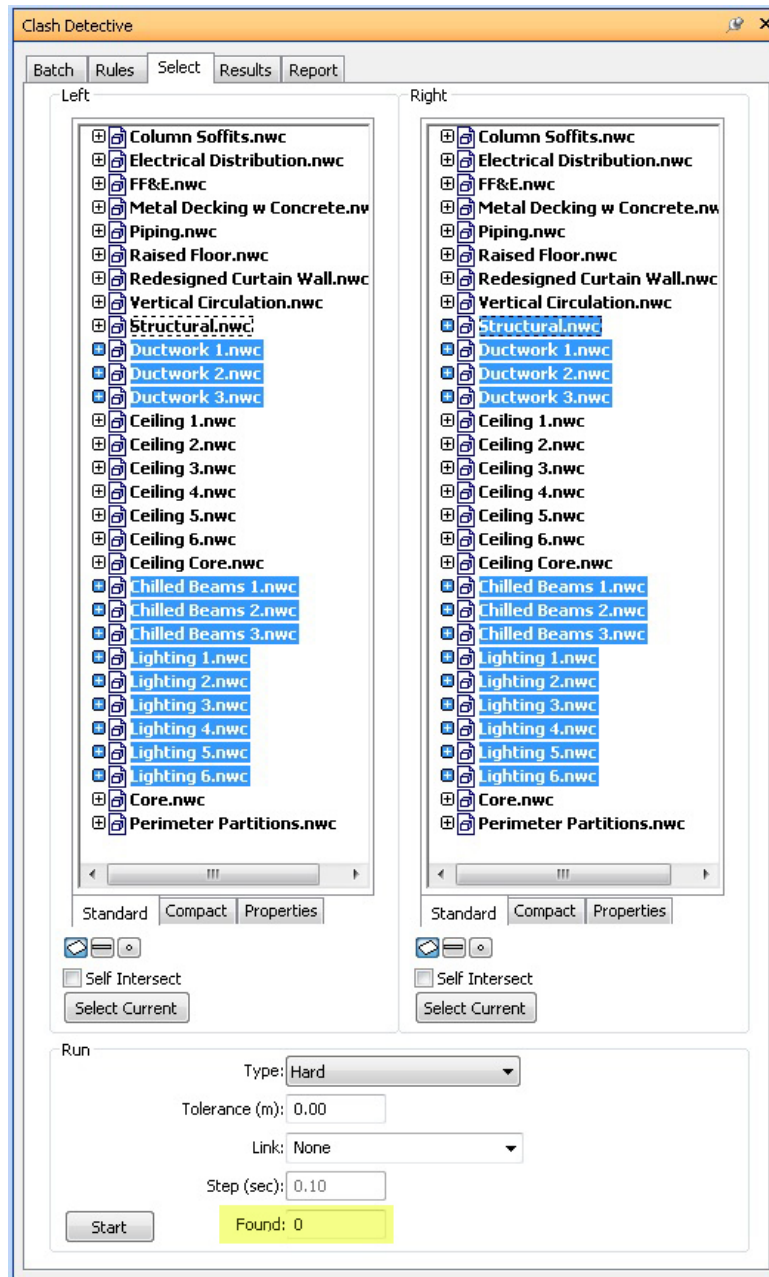 Clash Detective
Batch Rules Select Results Report
Left
Column Soffits.nwc
Electrical Distribution.nwc
FF&E.nwc
Metal Decking w Concrete.nw
Piping.nwc
Raised Floor.nwc
Redesigned Curtain Wall.nwc
Vertical Circulation.nwc
Structural.nwc
Ductwork 1.nwc
Ductwork 2.nwc
Ductwork 3.nwc
Ceiling 1.nwc
Ceiling 2.nwc
Ceiling 3.nwc
Ceiling 4.nwc
Ceiling 5.nwc
Ceiling 6.nwc
Ceiling Core.nwc
Chilled Beams 1.nwc
Chilled Beams 2.nwc
Chilled Beams 3.nwc
Lighting 1.nwc
Lighting 2.nwc
Lighting 3.nwc
Lighting 4.nwc
Lighting 5.nwc
Lighting 6.nwc
Core.nwc
Perimeter Partitions.nwc
Standard Compact Properties
Self Intersect
Select Current
Right
Column Soffits.nwc
Electrical Distribution.nwc
FF&E.nwc
Metal Decking w Concrete.nw
Piping.nwc
Raised Floor.nwc
Redesigned Curtain Wall.nwc
Vertical Circulation.nwc
Structural.nwc
Ductwork 1.nwc
Ductwork 2.nwc
Ductwork 3.nwc
Ceiling 1.nwc
Ceiling 2.nwc
Ceiling 3.nwc
Ceiling 4.nwc
Ceiling 5.nwc
Ceiling 6.nwc
Ceiling Core.nwc
Chilled Beams 1.nwc
Chilled Beams 2.nwc
Chilled Beams 3.nwc
Lighting 1.nwc
Lighting 2.nwc
Lighting 3.nwc
Lighting 4.nwc
Lighting 5.nwc
Lighting 6.nwc
Core.nwc
Perimeter Partitions.nwc
Standard Compact Properties
Self Intersect
Select Current
Run
Type: Hard
Tolerance (m): 0.00
Link: None
Step (sec): 0.10
Start Found: 0